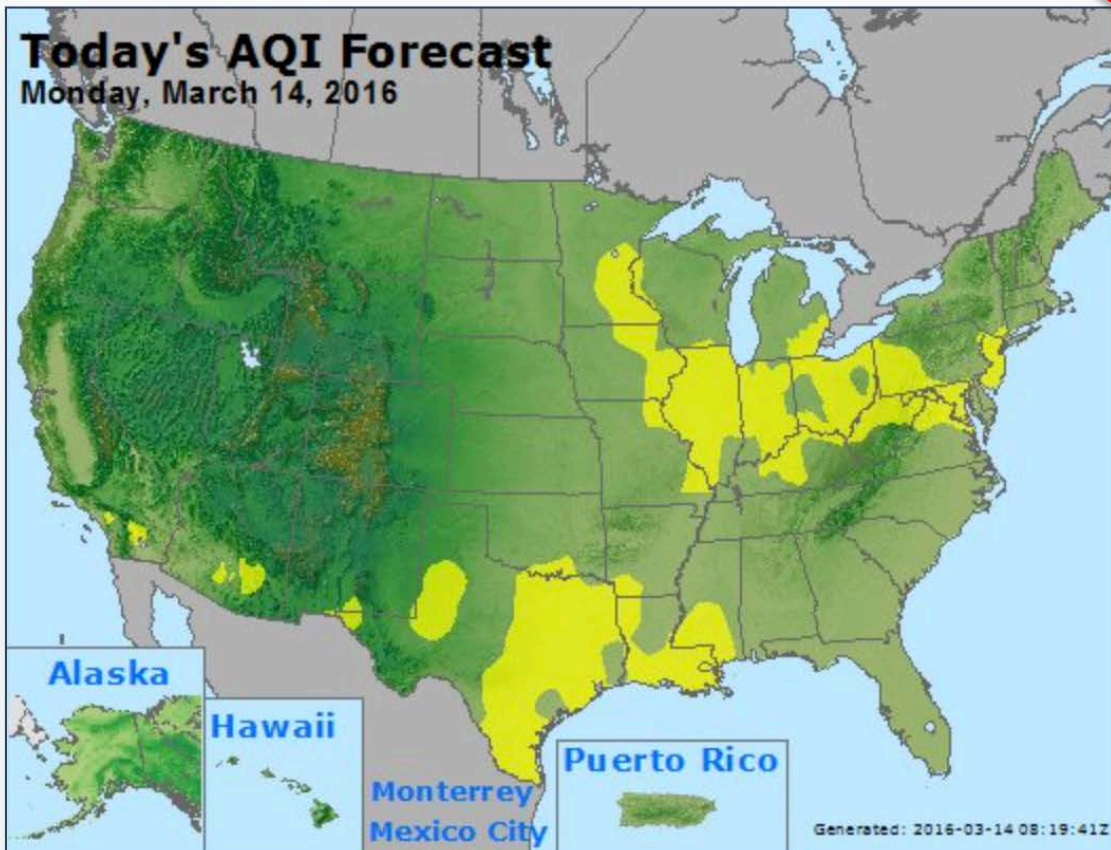 Today's AQI Forecast
Monday, March 14, 2016
Alaska
Hawaii
Monterrey
Mexico City
Puerto Rico
Generated: 2016-03-14 08:19:41Z